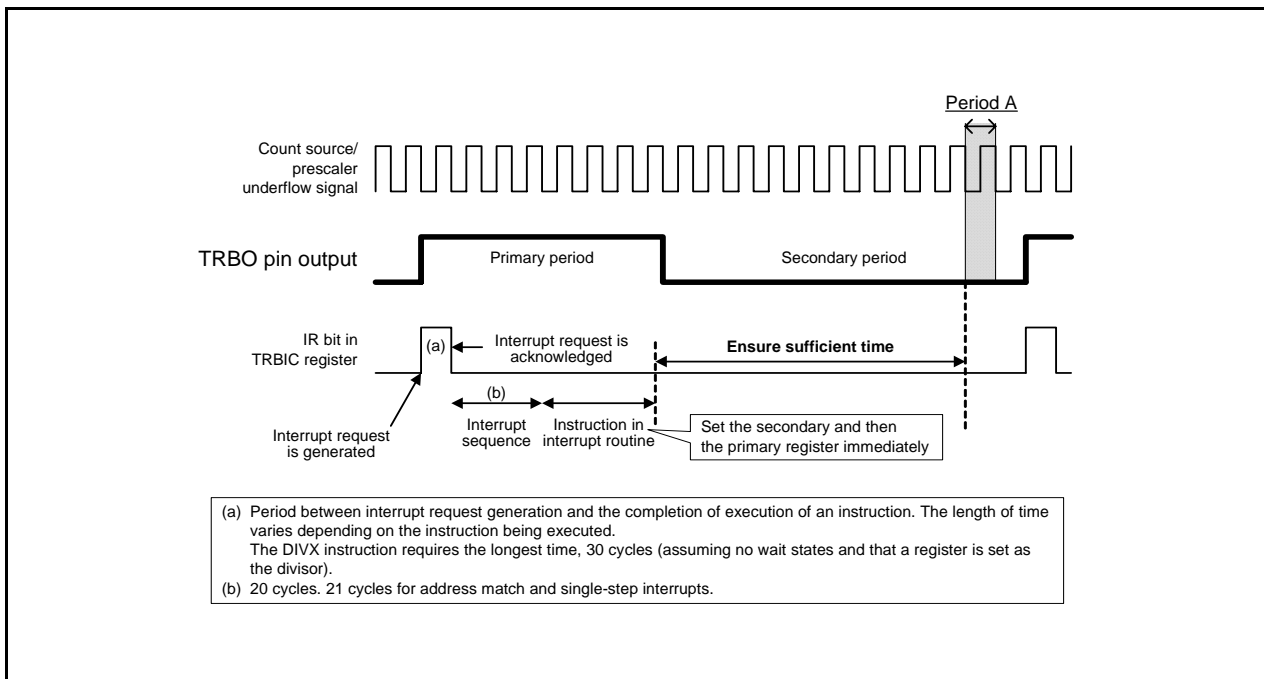 Period A
Count source/
prescaler
underflow signal
TRBO pin output
Primary period
Secondary period
IR bit in
TRBIC register
(a)
Interrupt request is
acknowledged
Ensure sufficient time
(b)
Interrupt
sequence
Instruction in
interrupt routine
Interrupt request
is generated
Set the secondary and then
the primary register immediately
(a) Period between interrupt request generation and the completion of execution of an instruction. The length of time
varies depending on the instruction being executed.
The DIVX instruction requires the longest time, 30 cycles (assuming no wait states and that a register is set as
the divisor).
(b) 20 cycles. 21 cycles for address match and single-step interrupts.